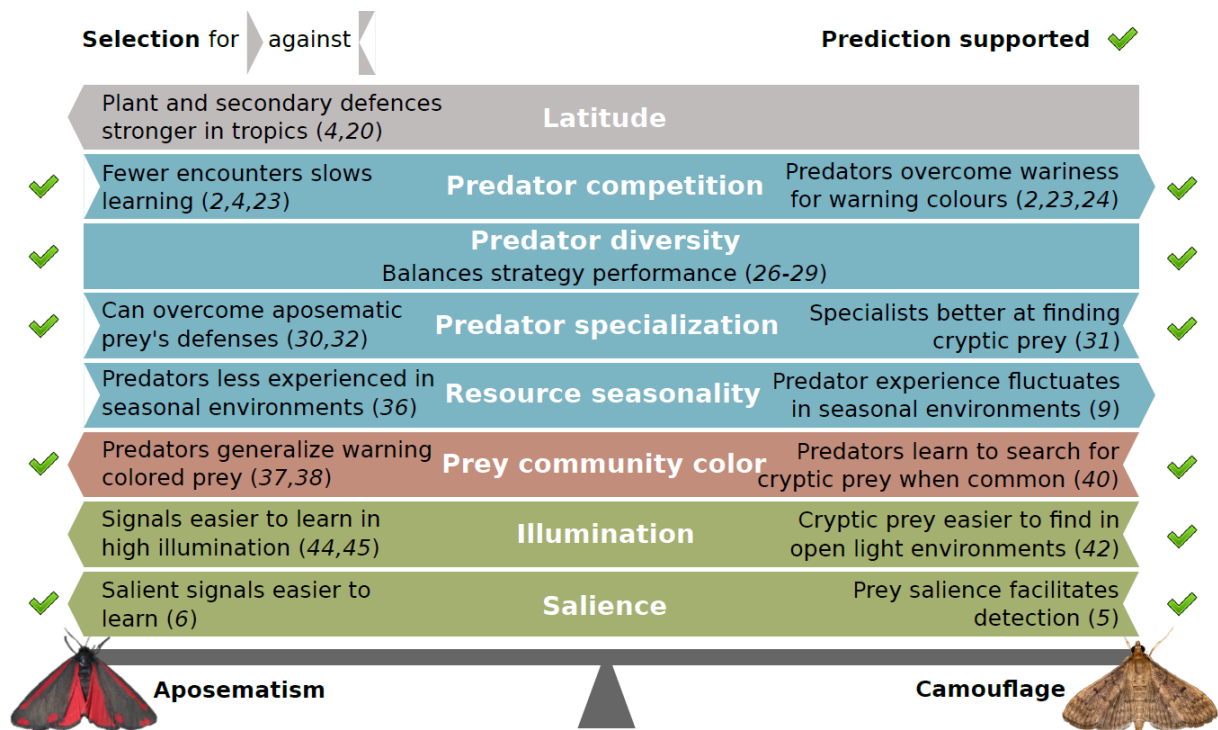 Selection for against
Prediction supported
Plant and secondary defences
stronger in tropics (4,20)
Latitude
Fewer encounters slows
learning (2,4,23)
Predator competition
Predators overcome wariness
for warning colours (2,23,24)
Predator diversity
Balances strategy performance (26-29)
Can overcome aposematic
prey's defenses (30,32)
Predator specialization
Specialists better at finding
cryptic prey (31)
Predators less experienced in
seasonal environments (36)
Resource seasonality
Predator experience fluctuates
in seasonal environments (9)
Predators generalize warning
colored prey (37,38)
Prey community color
Predators learn to search for
cryptic prey when common (40)
Signals easier to learn in
high illumination (44,45)
Illumination
Cryptic prey easier to find in
open light environments (42)
Salient signals easier to
learn (6)
Salience
Prey salience facilitates
detection (5)
Aposematism
Camouflage